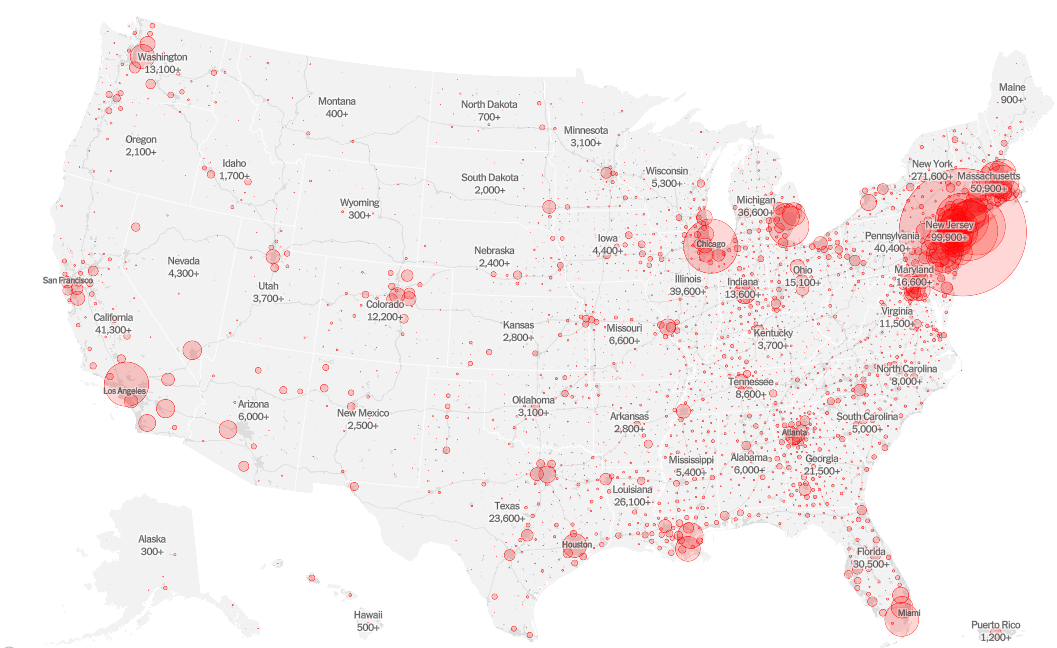 Washington
13,100+
Montana
400+
North Dakota
700+
Maine
900+
Minnesota
3,100+
Oregon
2,100+
Idaho
1,700+
New York
271,600+
Massachusetts
50,900+
Wisconsin
5,300+
South Dakota
2,000+
Michigan
36,600+
Wyoming
300+
New Jersey
99,900+
Pennsylvania
40,400+
Iowa
4,400+
Chicago
Nebraska
2,400+
Nevada
4,300+
San Francisco
Utah
3,700+
Illinois
39,600+
Indiana
13,600+
Ohio
15,100+
Maryland
16,600+
Colorado
12,200+
California
41,300+
Kansas
2,800+
Missouri
6,600+
Kentucky
3,700+
Virginia
11,500+
Los Angeles
Tennessee
8,600+
North Carolina
8,000+
Arizona
6,000+
New Mexico
2,500+
Oklahoma
3,100+
Arkansas
2,800+
South Carolina
5,000+
Atlanta
Mississippi
5,400+
Alabama
6,000+
Georgia
21,500+
Louisiana
26,100+
Texas
23,600+
Houston
Alaska
300+
Florida
30,500+
Hawaii
500+
Miami
Puerto Rico
1,200+